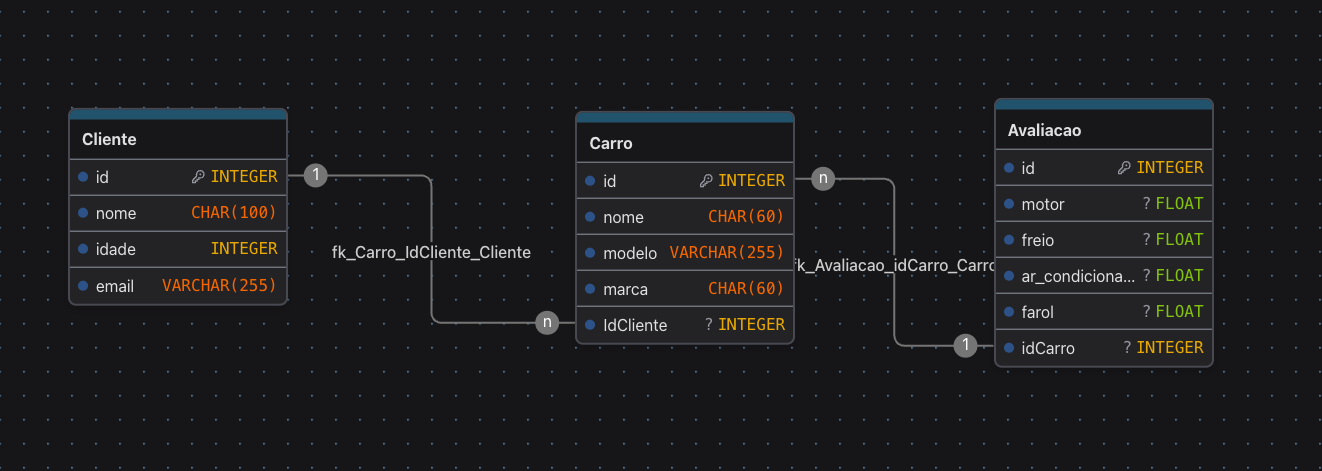 Cliente
id INTEGER
nome CHAR(100)
idade INTEGER
email VARCHAR(255)
1
fk_Carro_IdCliente_Cliente
n
Carro
id INTEGER
nome CHAR(60)
modelo VARCHAR(255)
marca CHAR(60)
IdCliente ? INTEGER
n
fk_Avaliacao_idCarro_Carro
1
Avaliacao
id INTEGER
motor ? FLOAT
freio ? FLOAT
ar_condiciona... ? FLOAT
farol ? FLOAT
idCarro ? INTEGER